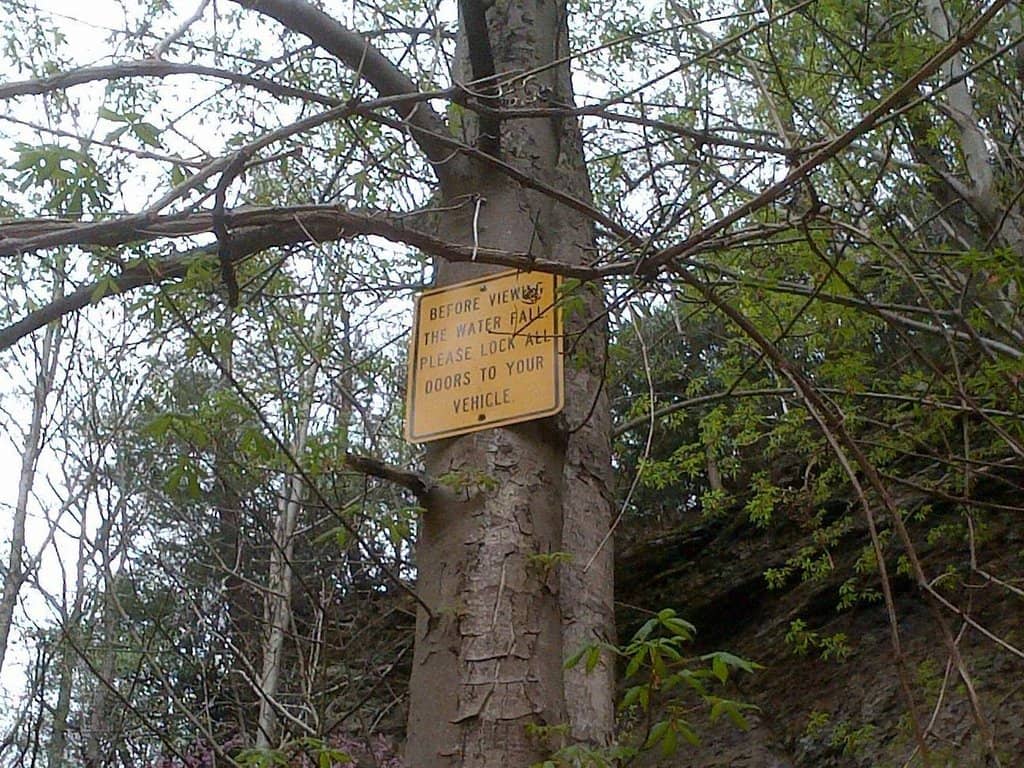 BEFORE VIEWING
THE WATER FALL
PLEASE LOCK ALL
DOORS TO YOUR
VEHICLE.